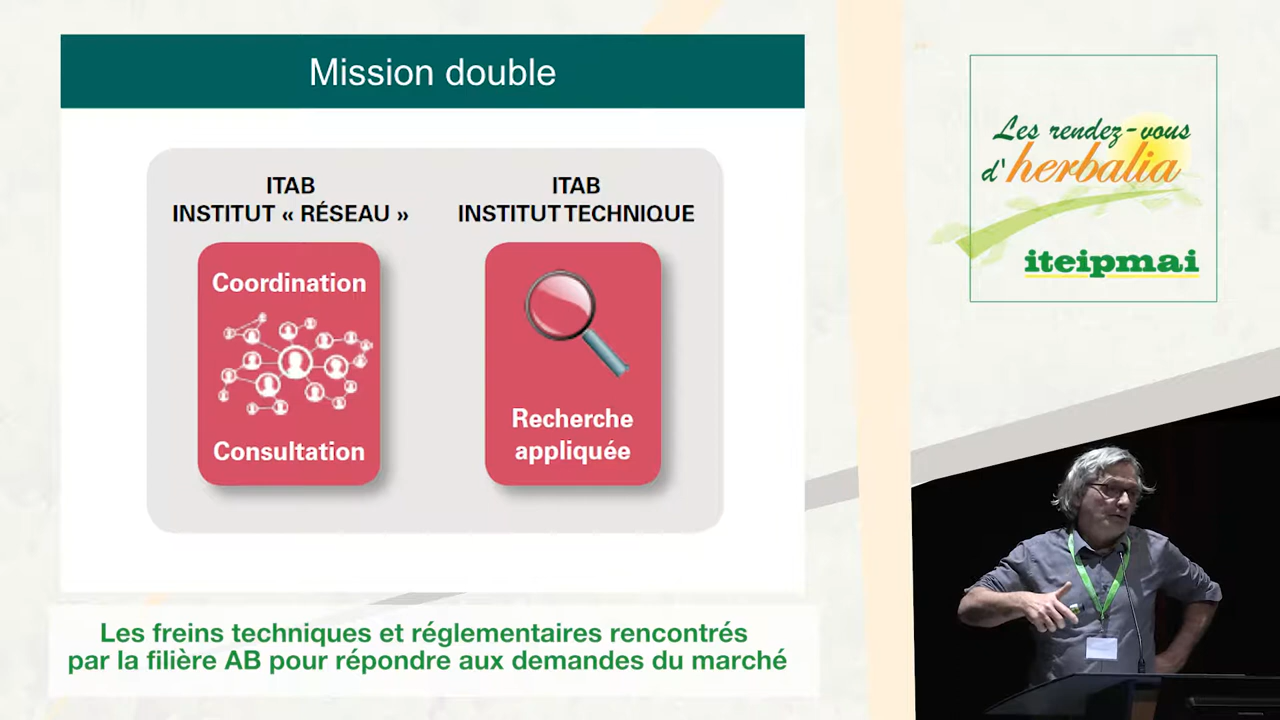 Mission double
ITAB
INSTITUT « RÉSEAU »
Coordination
Consultation
ITAB
INSTITUT TECHNIQUE
Recherche
appliquée
Les freins techniques et réglementaires rencontrés
par la filière AB pour répondre aux demandes du marché
Les rendez-vous
d'herbalia
iteipmai